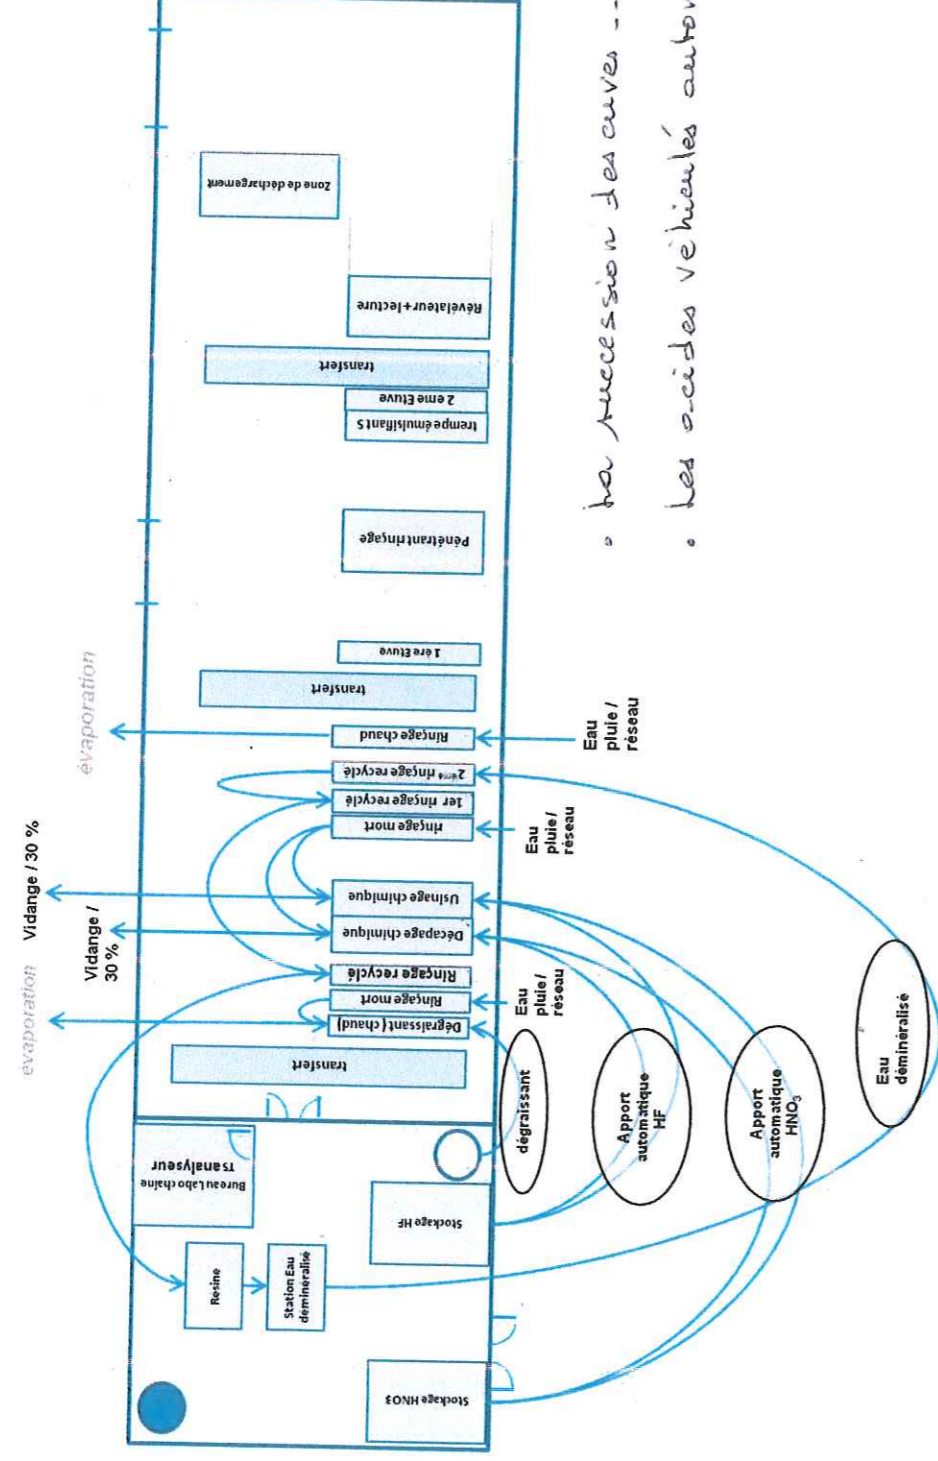 évaporation
Vidange / 30 %
Vidange /
30 %
évaporation
Zone de déchargement
Révélateur+lecture
transfert
2 eme Etuve
trempe émulsifiant S
Pénétrant rinçage
1 ère Etuve
transfert
Rinçage chaud
2ème rinçage recyclé
1er rinçage recyclé
rinçage mort
Usinage chimique
Décapage chimique
Rinçage recyclé
Rinçage mort
Dégraissant (chaud)
transfert
Eau
pluie /
réseau
Eau
pluie /
réseau
Eau
pluie /
réseau
Bureau Labo chaîne
TSanalyseur
Résine
Station Eau
déminéralisé
Stockage HF
Stockage HNO3
dégraissant
Apport
automatique
HF
Apport
automatique
HNO₃
Eau
déminéralisé
• La succession des cuves --
• Les acides véhiculés